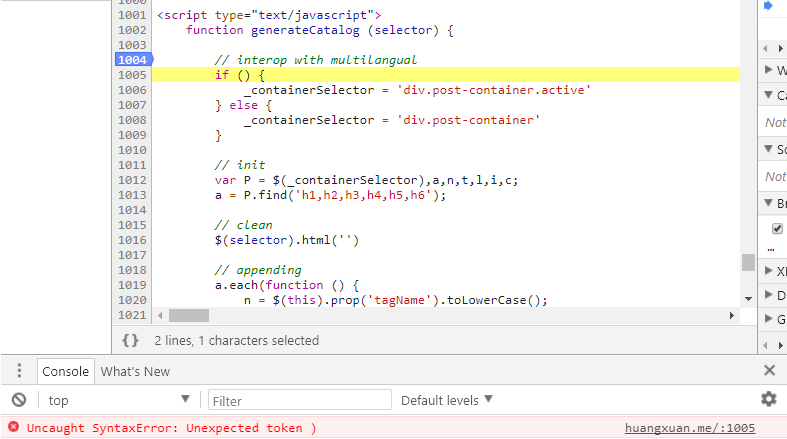 1000
1001 <script type="text/javascript">
1002 function generateCatalog (selector) {
1003
1004 // interop with multilangual
1005 if () {
1006 _containerSelector = 'div.post-container.active'
1007 } else {
1008 _containerSelector = 'div.post-container'
1009 }
1010
1011 // init
1012 var P = $(_containerSelector),a,n,t,l,i,c;
1013 a = P.find('h1,h2,h3,h4,h5,h6');
1014
1015 // clean
1016 $(selector).html('')
1017
1018 // appending
1019 a.each(function () {
1020 n = $(this).prop('tagName').toLowerCase();
1021
W
Ca
Not
Sc
Not
Br
...
XI
D
G
{} 2 lines, 1 characters selected
Console What's New
top Filter Default levels
Uncaught SyntaxError: Unexpected token ) huangxuan.me/:1005